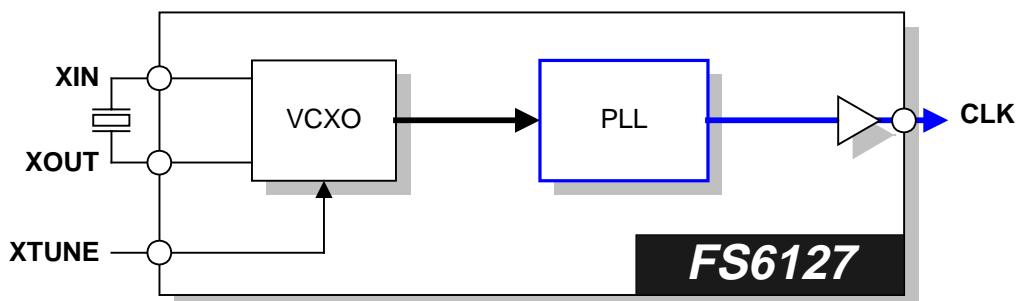 XIN
VCXO
PLL
CLK
XOUT
XTUNE
FS6127